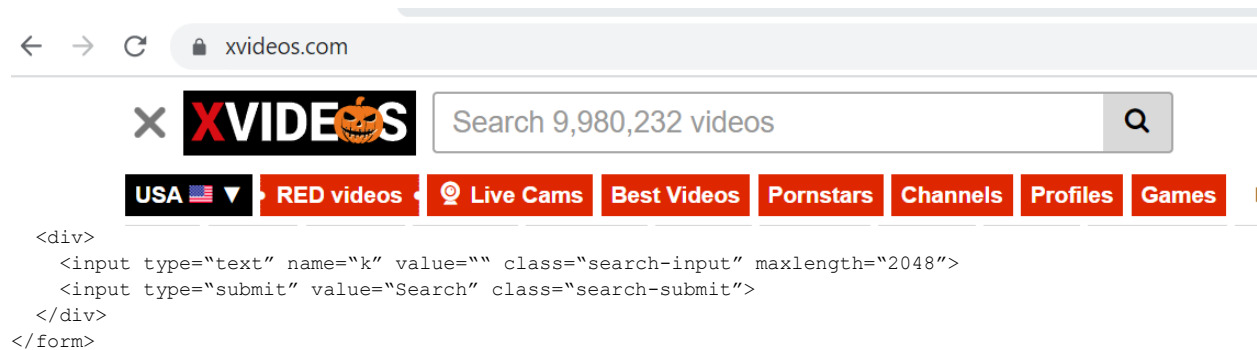 xvideos.com
XVIDEOS
Search 9,980,232 videos
USA ▼ RED videos Live Cams Best Videos Pornstars Channels Profiles Games
<div>
<input type=“text” name=“k” value=““ class=“search-input” maxlength=“2048”>
<input type=“submit” value=“Search” class=“search-submit”>
</div>
</form>